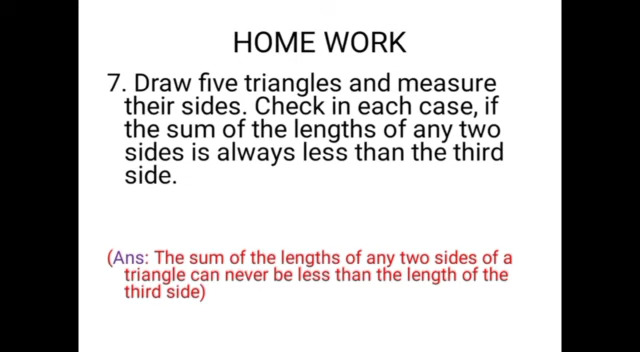 HOME WORK
7. Draw five triangles and measure
their sides. Check in each case, if
the sum of the lengths of any two
sides is always less than the third
side.
(Ans: The sum of the lengths of any two sides of a
triangle can never be less than the length of the
third side)